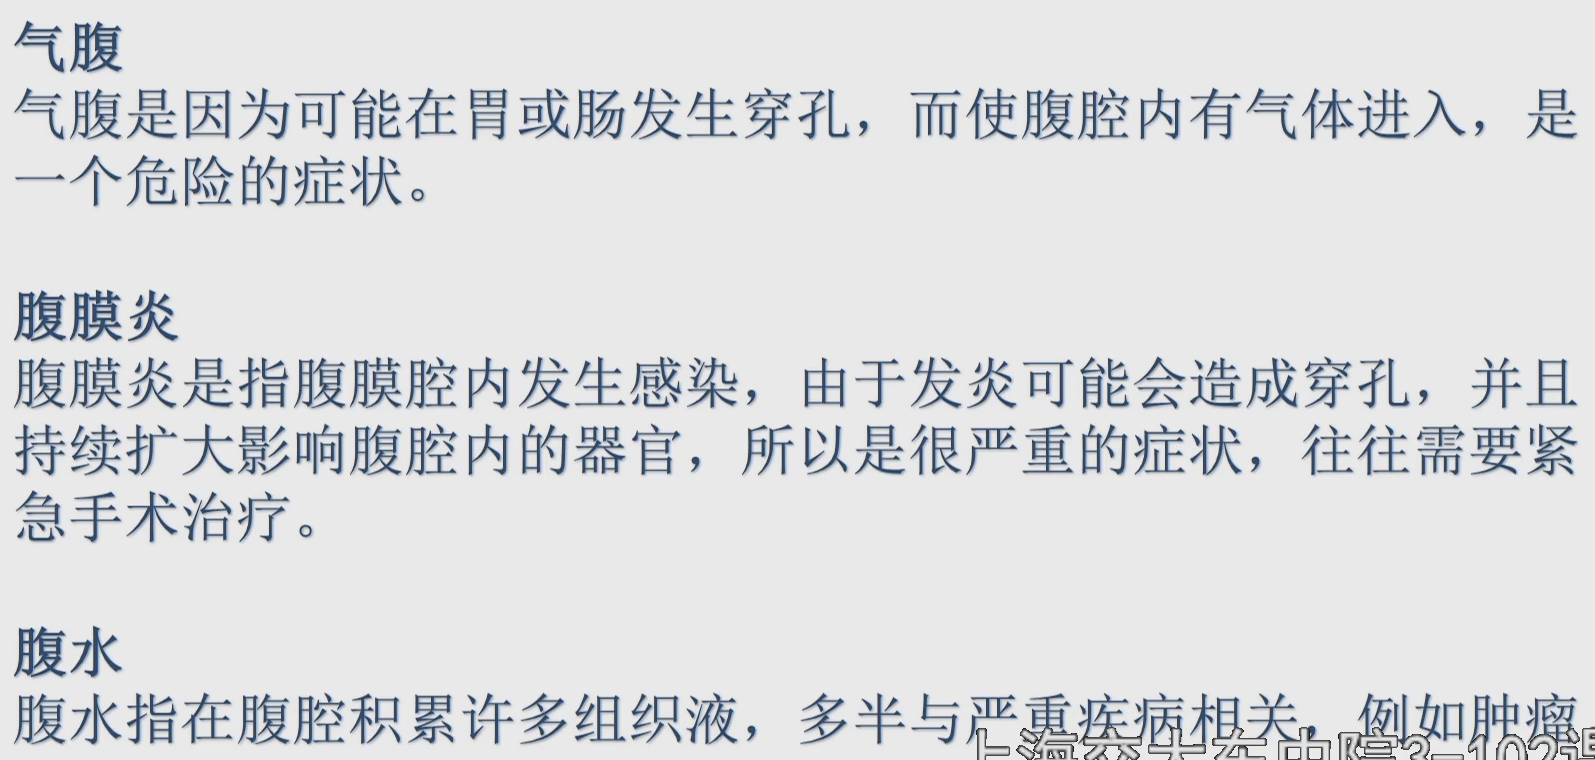 气腹
气腹是因为可能在胃或肠发生穿孔，而使腹腔内有气体进入，是
一个危险的症状。
腹膜炎
腹膜炎是指腹膜腔内发生感染，由于发炎可能会造成穿孔，并且
持续扩大影响腹腔内的器官，所以是很严重的症状，往往需要紧
急手术治疗。
腹水
腹水指在腹腔积累许多组织液，多半与严重疾病相关，例如肿瘤
上海交大东中院3-102